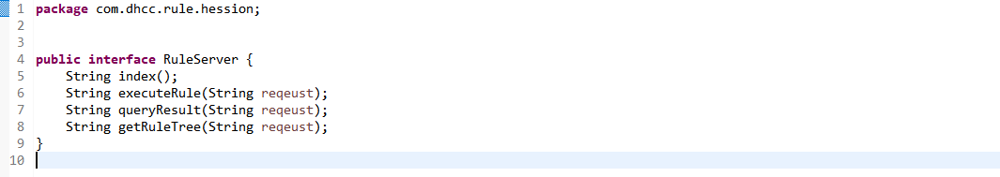 1 package com.dhcc.rule.hession;
2
3
4 public interface RuleServer {
5     String index();
6     String executeRule(String reqeust);
7     String queryResult(String reqeust);
8     String getRuleTree(String reqeust);
9 }
10